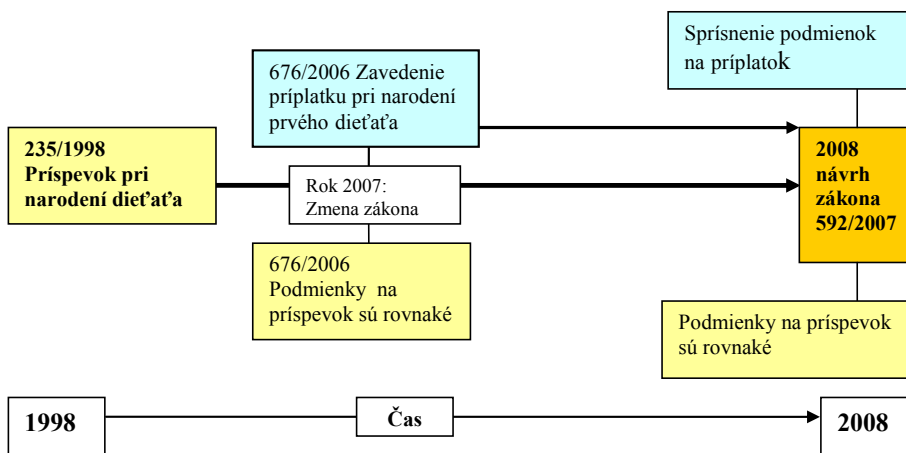 Sprísnenie podmienok
na príplatok
676/2006 Zavedenie
príplatku pri narodení
prvého dieťaťa
235/1998
Príspevok pri
narodení dieťaťa
Rok 2007:
Zmena zákona
2008
návrh
zákona
592/2007
676/2006
Podmienky na
príspevok sú rovnaké
Podmienky na príspevok
sú rovnaké
1998
Čas
2008